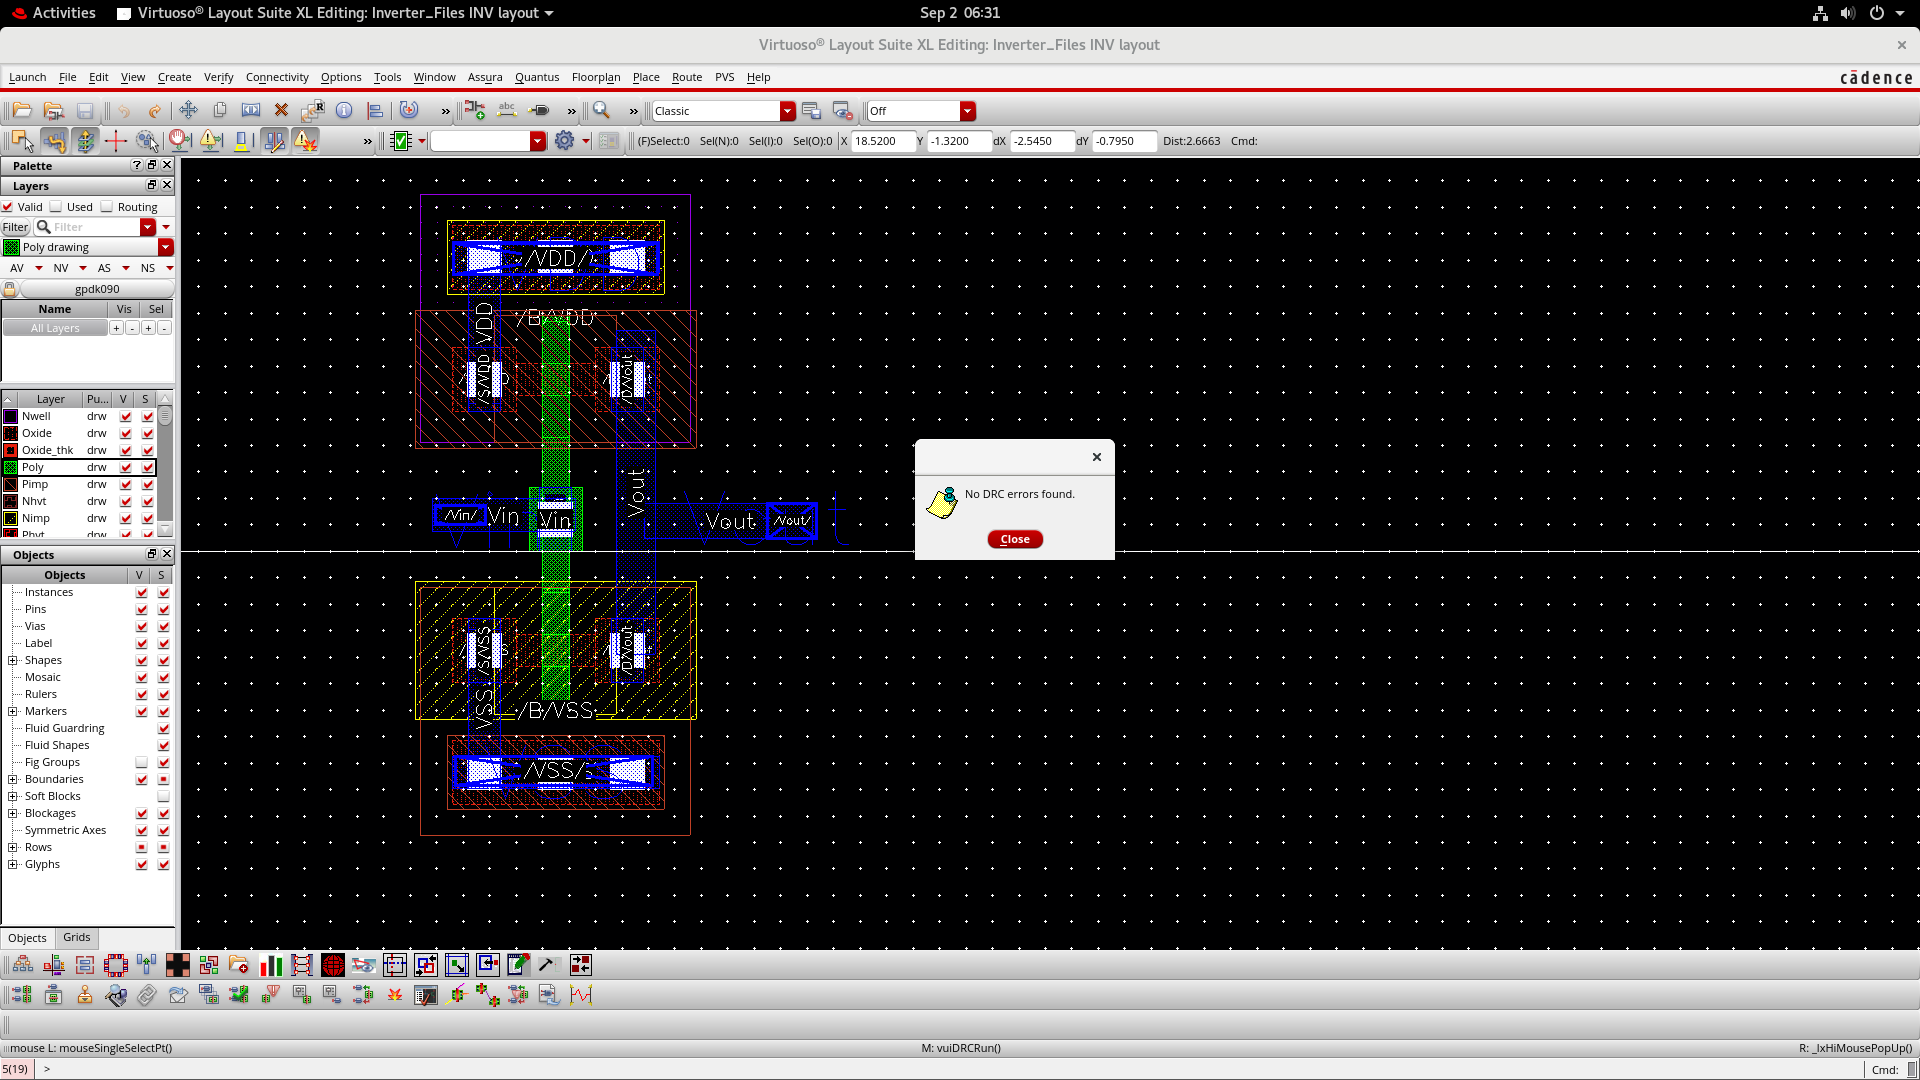 Activities
Virtuoso® Layout Suite XL Editing: Inverter_Files INV layout
Sep 2 06:31
Virtuoso® Layout Suite XL Editing: Inverter_Files INV layout
Launch File Edit View Create Verify Connectivity Options Tools Window Assura Quantus Floorplan Place Route PVS Help
cādence
abc
Classic
Off
(F)Select:0 Sel(N):0 Sel(I):0 Sel(O):0 X 18.5200 Y -1.3200 dX -2.5450 dY -0.7950 Dist:2.6663 Cmd:
Palette
Layers
Valid Used Routing
Filter Filter
Poly drawing
AV NV AS NS
gpdk090
Name Vis Sel
All Layers + - + -
Layer Pu... V S
Nwell drw
Oxide drw
Oxide_thk drw
Poly drw
Pimp drw
Nhvt drw
Nimp drw
Phvt drw
Objects
Objects V S
Instances
Pins
Vias
Label
Shapes
Mosaic
Rulers
Markers
Fluid Guardring
Fluid Shapes
Fig Groups
Boundaries
Soft Blocks
Blockages
Symmetric Axes
Rows
Glyphs
Objects Grids
/VDD/
/B/VDD
VDD
/S/VDD
/D/Vout
Vout
/Vin/
Vin
Vin
Vout
/Vout/
/S/VSS
/D/Vout
VSS
/B/VSS
/VSS/
No DRC errors found.
Close
mouse L: mouseSingleSelectPt()
M: vuiDRCRun()
R: _lxHiMousePopUp()
5(19) >
Cmd: